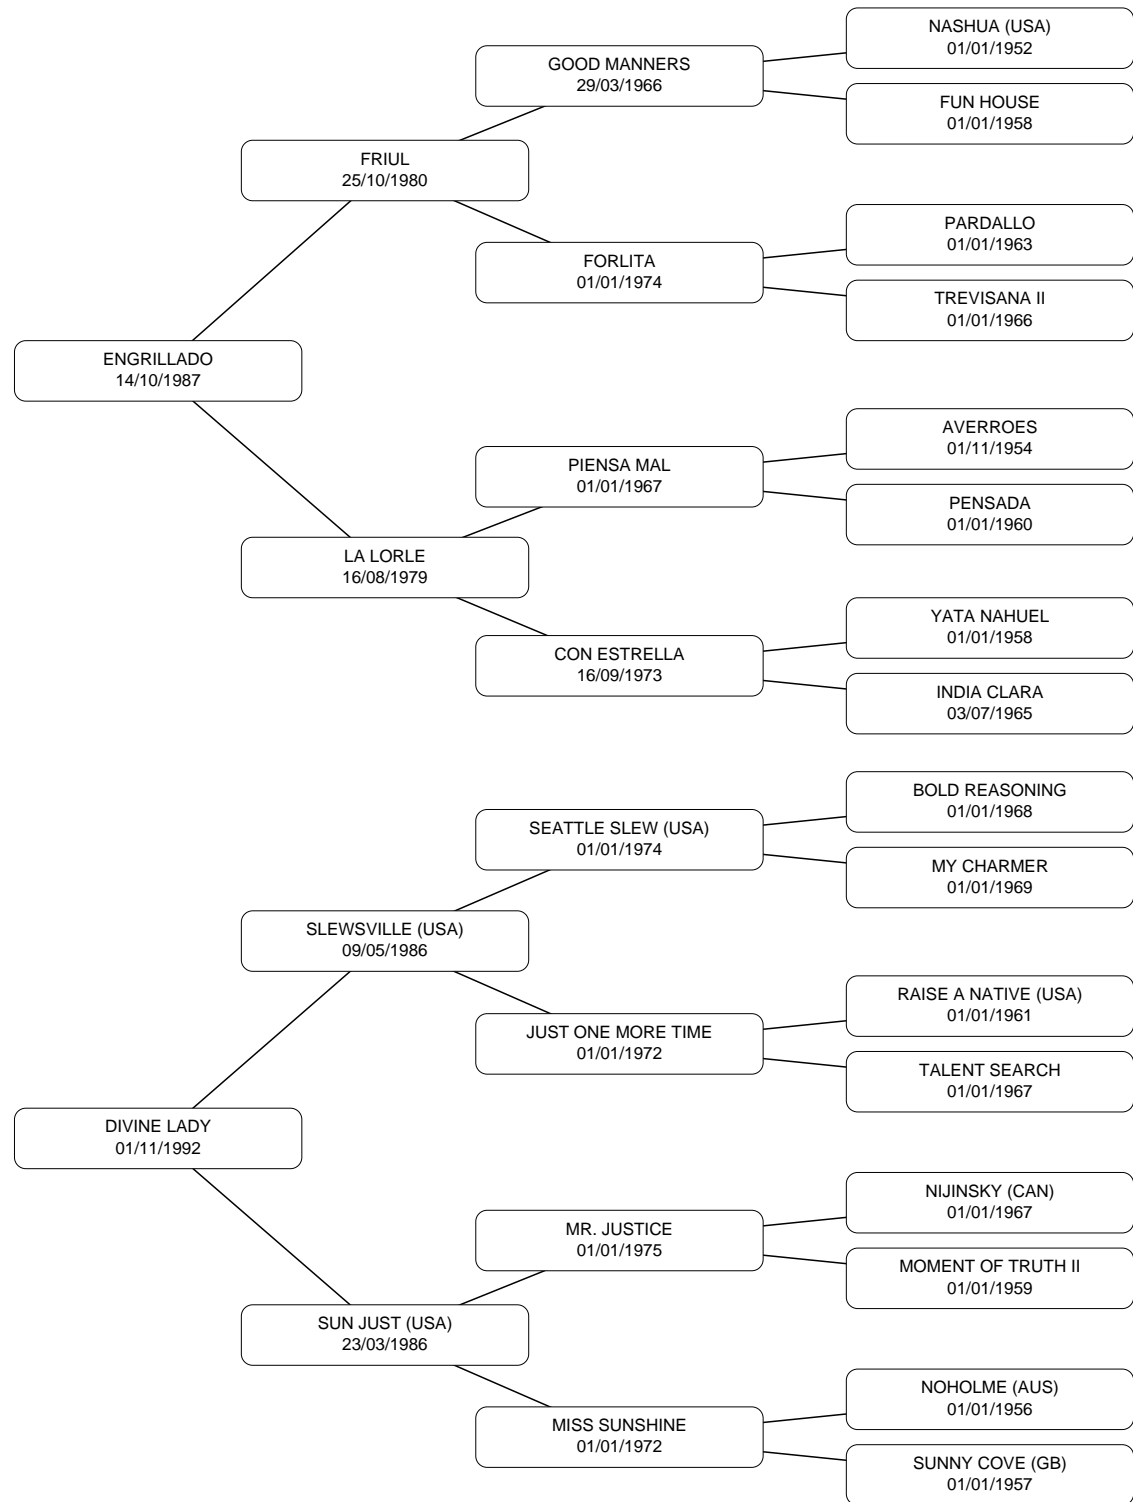 NASHUA (USA)
01/01/1952
GOOD MANNERS
29/03/1966
FUN HOUSE
01/01/1958
FRIUL
25/10/1980
PARDALLO
01/01/1963
FORLITA
01/01/1974
TREVISANA II
01/01/1966
ENGRILLADO
14/10/1987
AVERROES
01/11/1954
PIENSA MAL
01/01/1967
PENSADA
01/01/1960
LA LORLE
16/08/1979
YATA NAHUEL
01/01/1958
CON ESTRELLA
16/09/1973
INDIA CLARA
03/07/1965
BOLD REASONING
01/01/1968
SEATTLE SLEW (USA)
01/01/1974
MY CHARMER
01/01/1969
SLEWSVILLE (USA)
09/05/1986
RAISE A NATIVE (USA)
01/01/1961
JUST ONE MORE TIME
01/01/1972
TALENT SEARCH
01/01/1967
DIVINE LADY
01/11/1992
NIJINSKY (CAN)
01/01/1967
MR. JUSTICE
01/01/1975
MOMENT OF TRUTH II
01/01/1959
SUN JUST (USA)
23/03/1986
NOHOLME (AUS)
01/01/1956
MISS SUNSHINE
01/01/1972
SUNNY COVE (GB)
01/01/1957